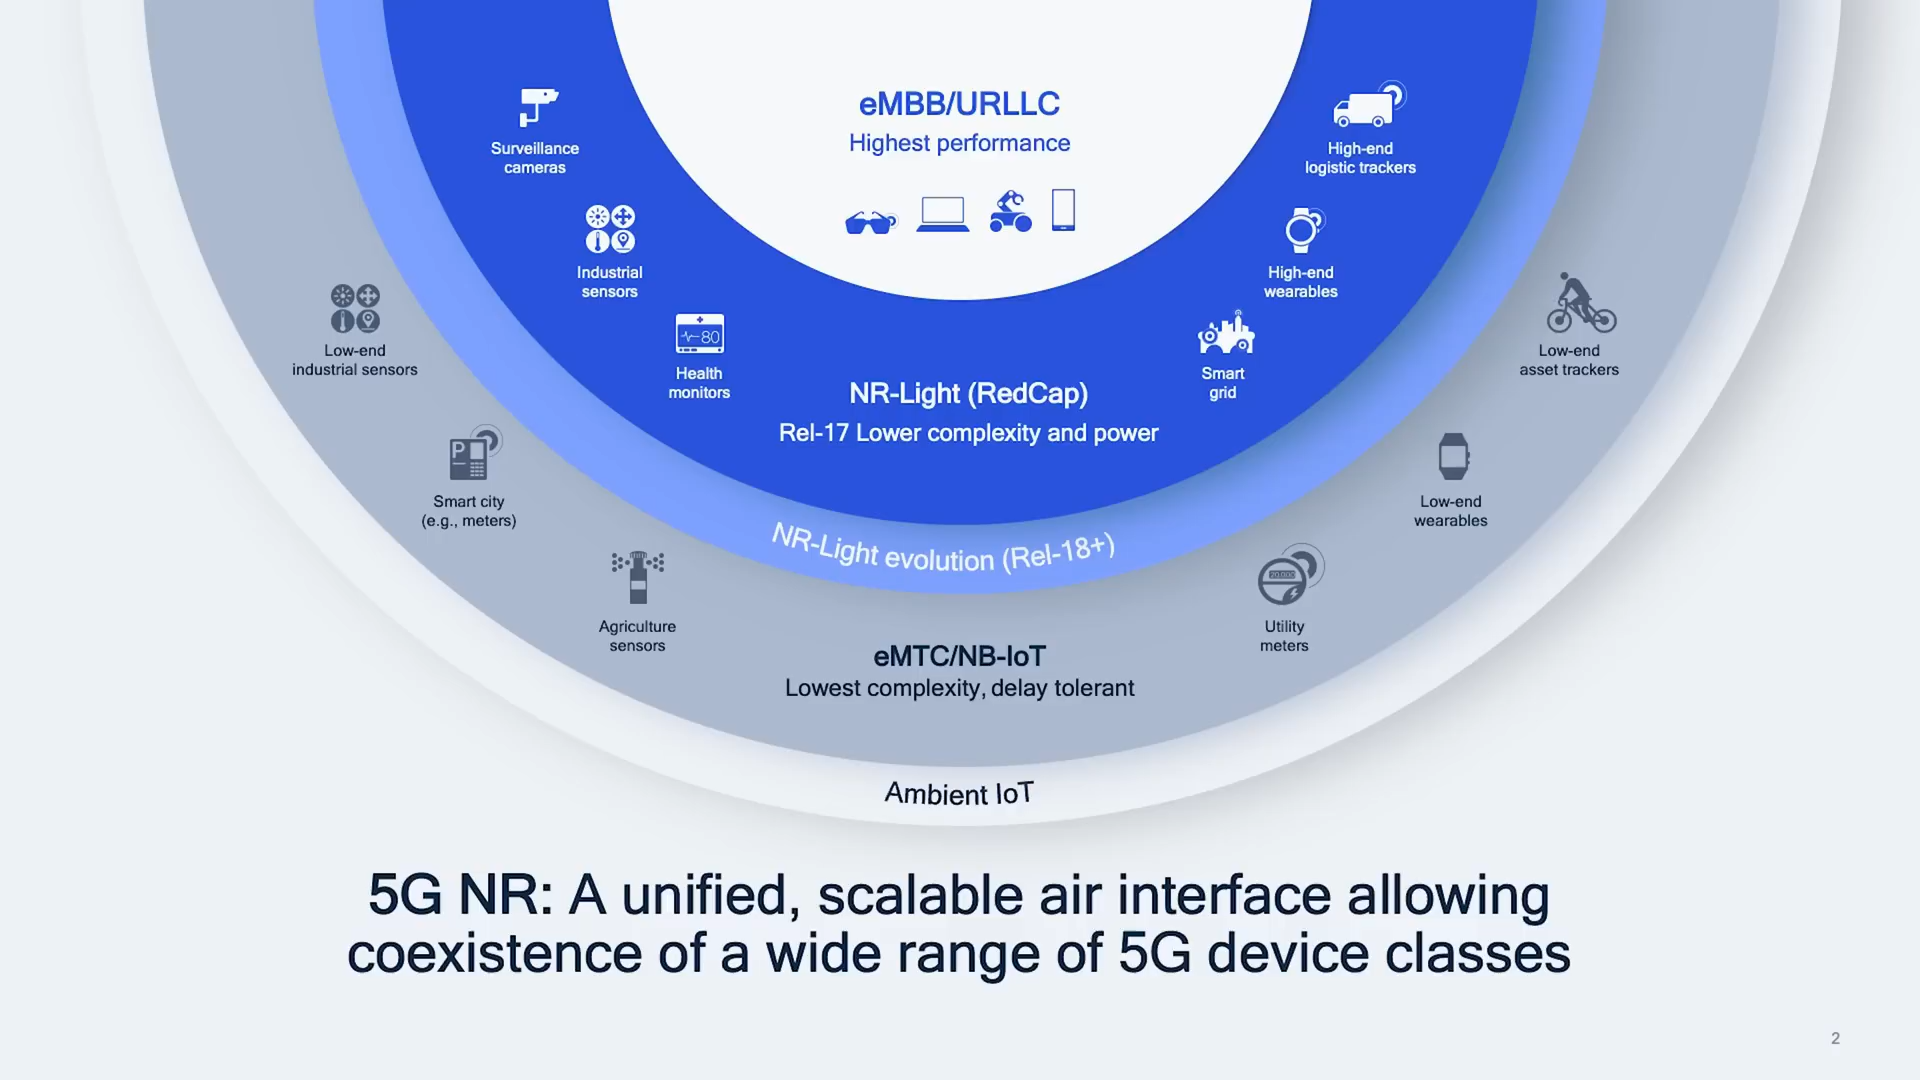 eMBB/URLLC
Highest performance
Surveillance
cameras
Industrial
sensors
Health
monitors
High-end
logistic trackers
High-end
wearables
Smart
grid
80
NR-Light (RedCap)
Rel-17 Lower complexity and power
NR-Light evolution (Rel-18+)
Low-end
industrial sensors
P
Smart city
(e.g., meters)
Agriculture
sensors
Low-end
asset trackers
Low-end
wearables
Utility
meters
eMTC/NB-IoT
Lowest complexity, delay tolerant
Ambient IoT
5G NR: A unified, scalable air interface allowing
coexistence of a wide range of 5G device classes
2